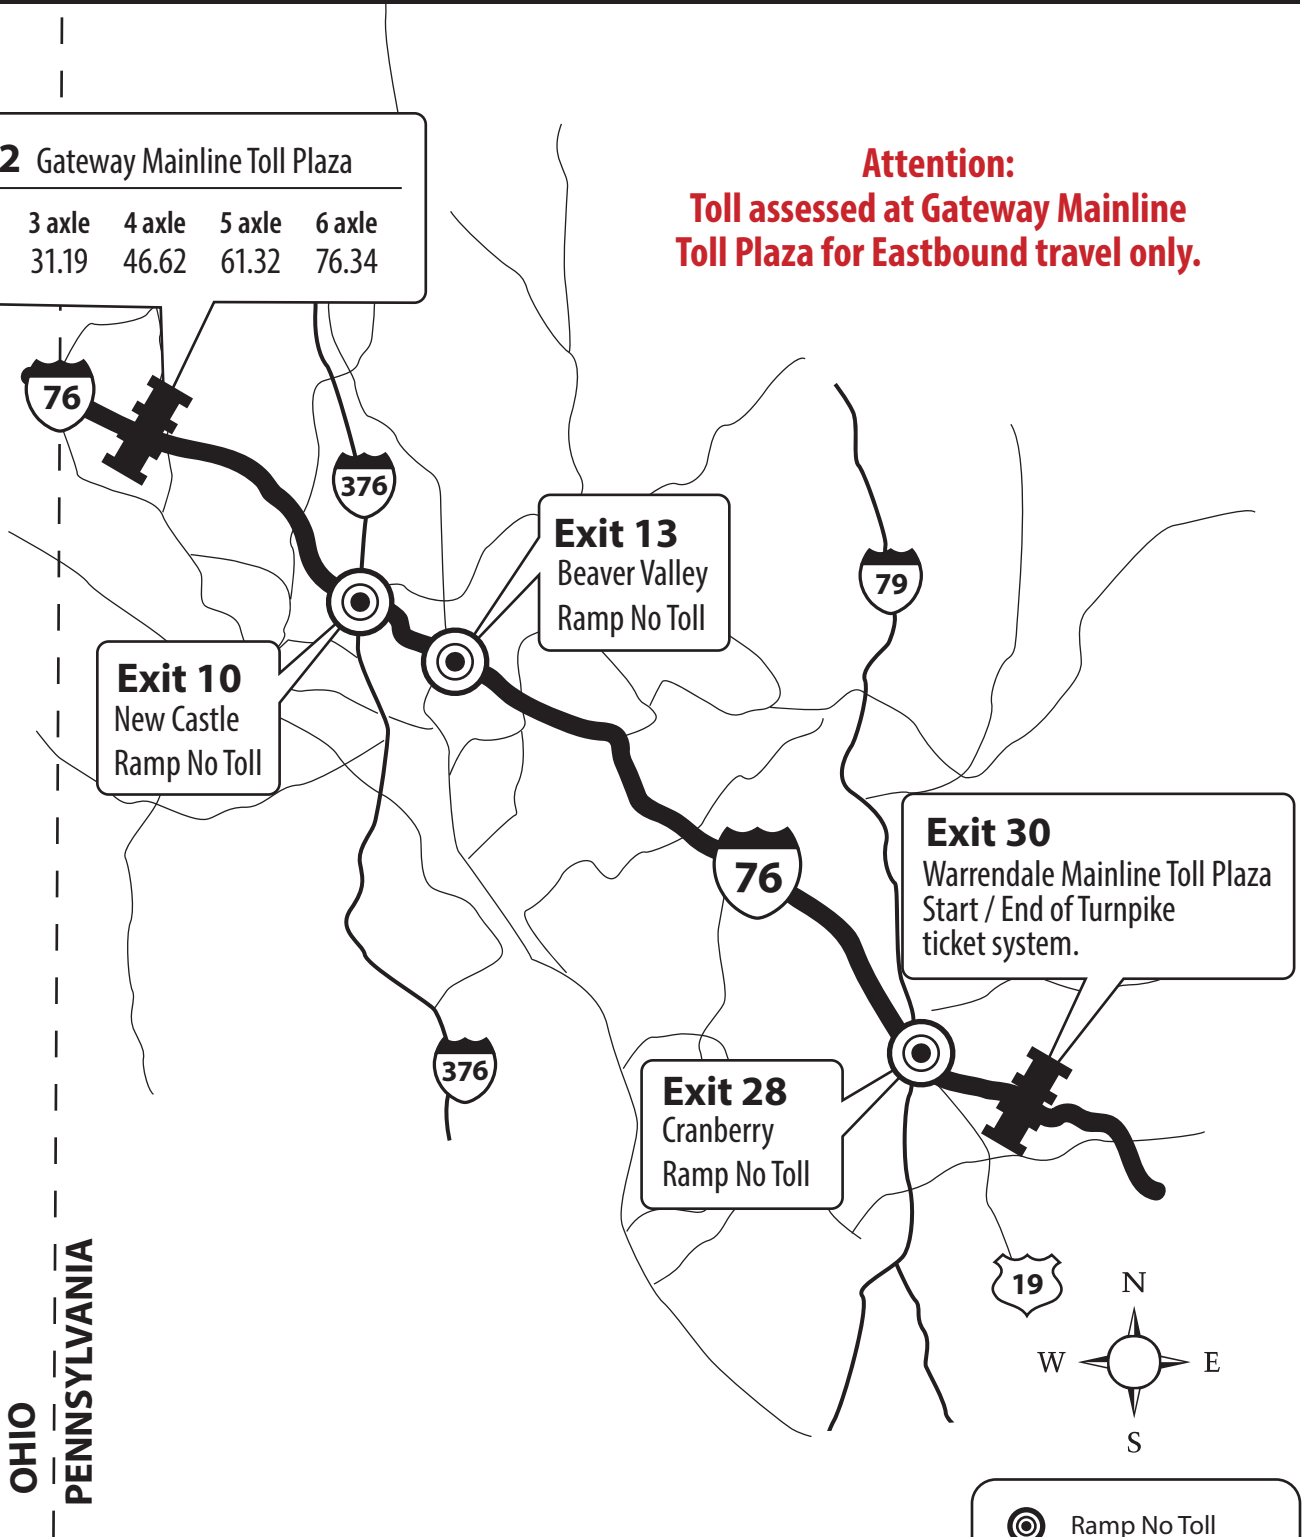 2 Gateway Mainline Toll Plaza
3 axle 4 axle 5 axle 6 axle
31.19 46.62 61.32 76.34
Attention:
Toll assessed at Gateway Mainline
Toll Plaza for Eastbound travel only.
76
376
79
Exit 13
Beaver Valley
Ramp No Toll
Exit 10
New Castle
Ramp No Toll
76
Exit 30
Warrendale Mainline Toll Plaza
Start / End of Turnpike
ticket system.
376
Exit 28
Cranberry
Ramp No Toll
19
N
W E
S
OHIO
PENNSYLVANIA
Ramp No Toll